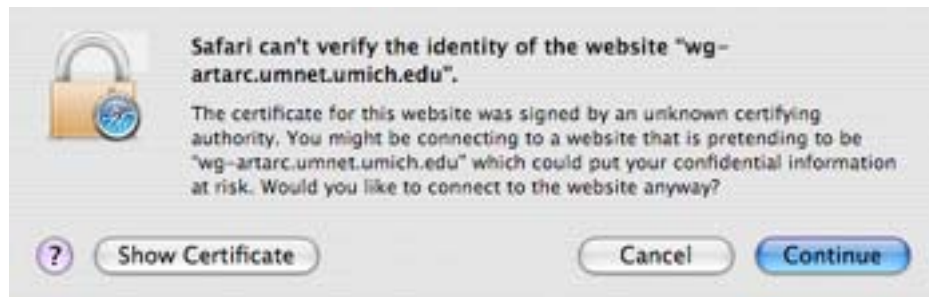 Safari can't verify the identity of the website "wg-
artarc.umnet.umich.edu".
The certificate for this website was signed by an unknown certifying
authority. You might be connecting to a website that is pretending to be
"wg-artarc.umnet.umich.edu" which could put your confidential information
at risk. Would you like to connect to the website anyway?
? Show Certificate Cancel Continue